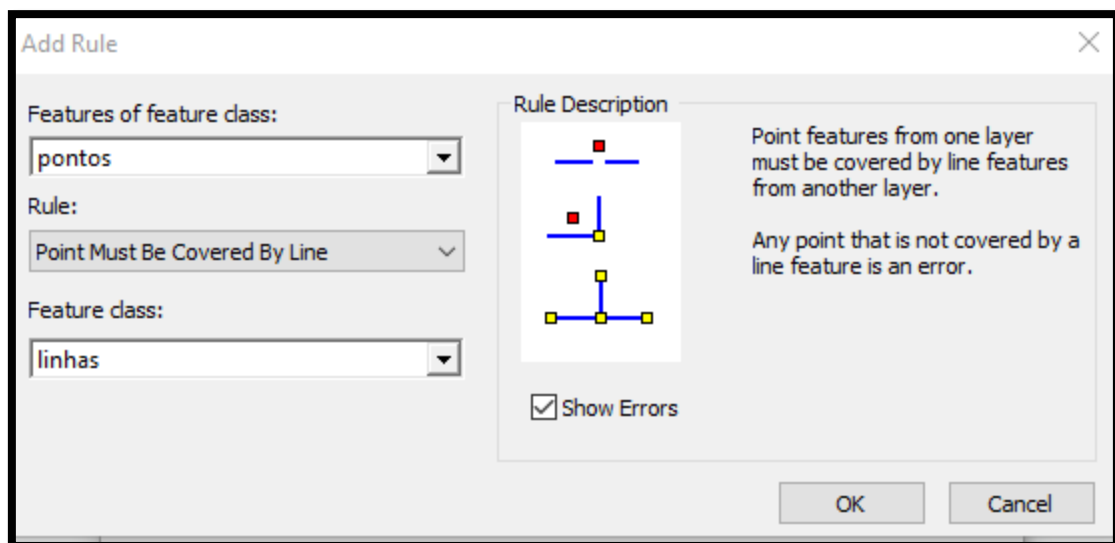 Add Rule
Features of feature class:
pontos
Rule:
Point Must Be Covered By Line
Feature class:
linhas
Rule Description
Point features from one layer
must be covered by line features
from another layer.
Any point that is not covered by a
line feature is an error.
Show Errors
OK
Cancel